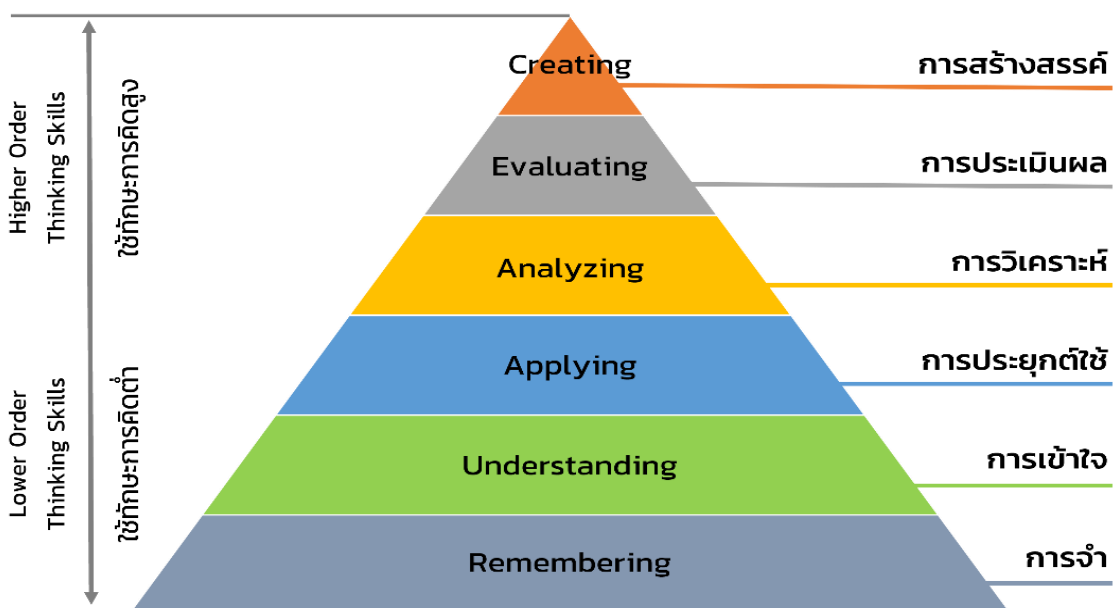 Creating
การสร้างสรรค์
Evaluating
การประเมินผล
Analyzing
การวิเคราะห์
Applying
การประยุกต์ใช้
Understanding
การเข้าใจ
Remembering
การจำ
Higher Order
Thinking Skills
ใช้ทักษะการคิดสูง
Lower Order
Thinking Skills
ใช้ทักษะการคิดต่ำ